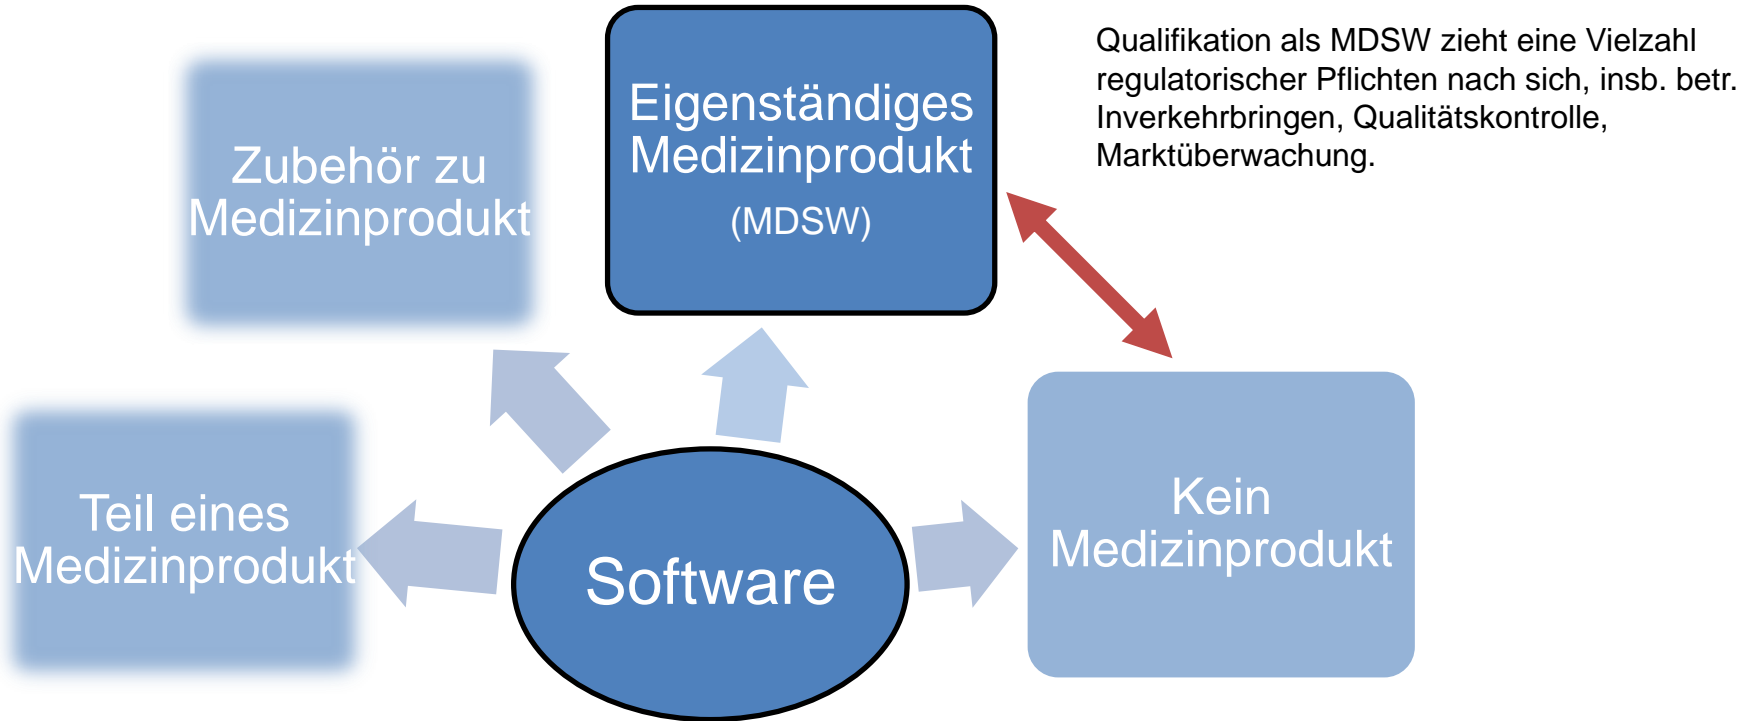 Qualifikation als MDSW zieht eine Vielzahl
regulatorischer Pflichten nach sich, insb. betr.
Inverkehrbringen, Qualitätskontrolle,
Marktüberwachung.
Eigenständiges
Medizinprodukt
(MDSW)
Zubehör zu
Medizinprodukt
Teil eines
Medizinprodukt
Software
Kein
Medizinprodukt